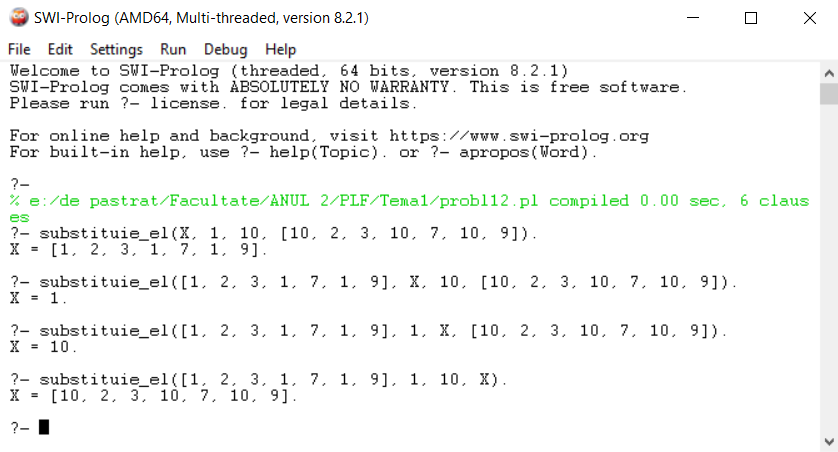 SWI-Prolog (AMD64, Multi-threaded, version 8.2.1)
File Edit Settings Run Debug Help
Welcome to SWI-Prolog (threaded, 64 bits, version 8.2.1)
SWI-Prolog comes with ABSOLUTELY NO WARRANTY. This is free software.
Please run ?- license. for legal details.
For online help and background, visit https://www.swi-prolog.org
For built-in help, use ?- help(Topic). or ?- apropos(Word).
?-
% e:/de pastrat/Facultate/ANUL 2/PLF/Tema1/probl12.pl compiled 0.00 sec, 6 claus
es
?- substituie_el(X, 1, 10, [10, 2, 3, 10, 7, 10, 9]).
X = [1, 2, 3, 1, 7, 1, 9].
?- substituie_el([1, 2, 3, 1, 7, 1, 9], X, 10, [10, 2, 3, 10, 7, 10, 9]).
X = 1.
?- substituie_el([1, 2, 3, 1, 7, 1, 9], 1, X, [10, 2, 3, 10, 7, 10, 9]).
X = 10.
?- substituie_el([1, 2, 3, 1, 7, 1, 9], 1, 10, X).
X = [10, 2, 3, 10, 7, 10, 9].
?-